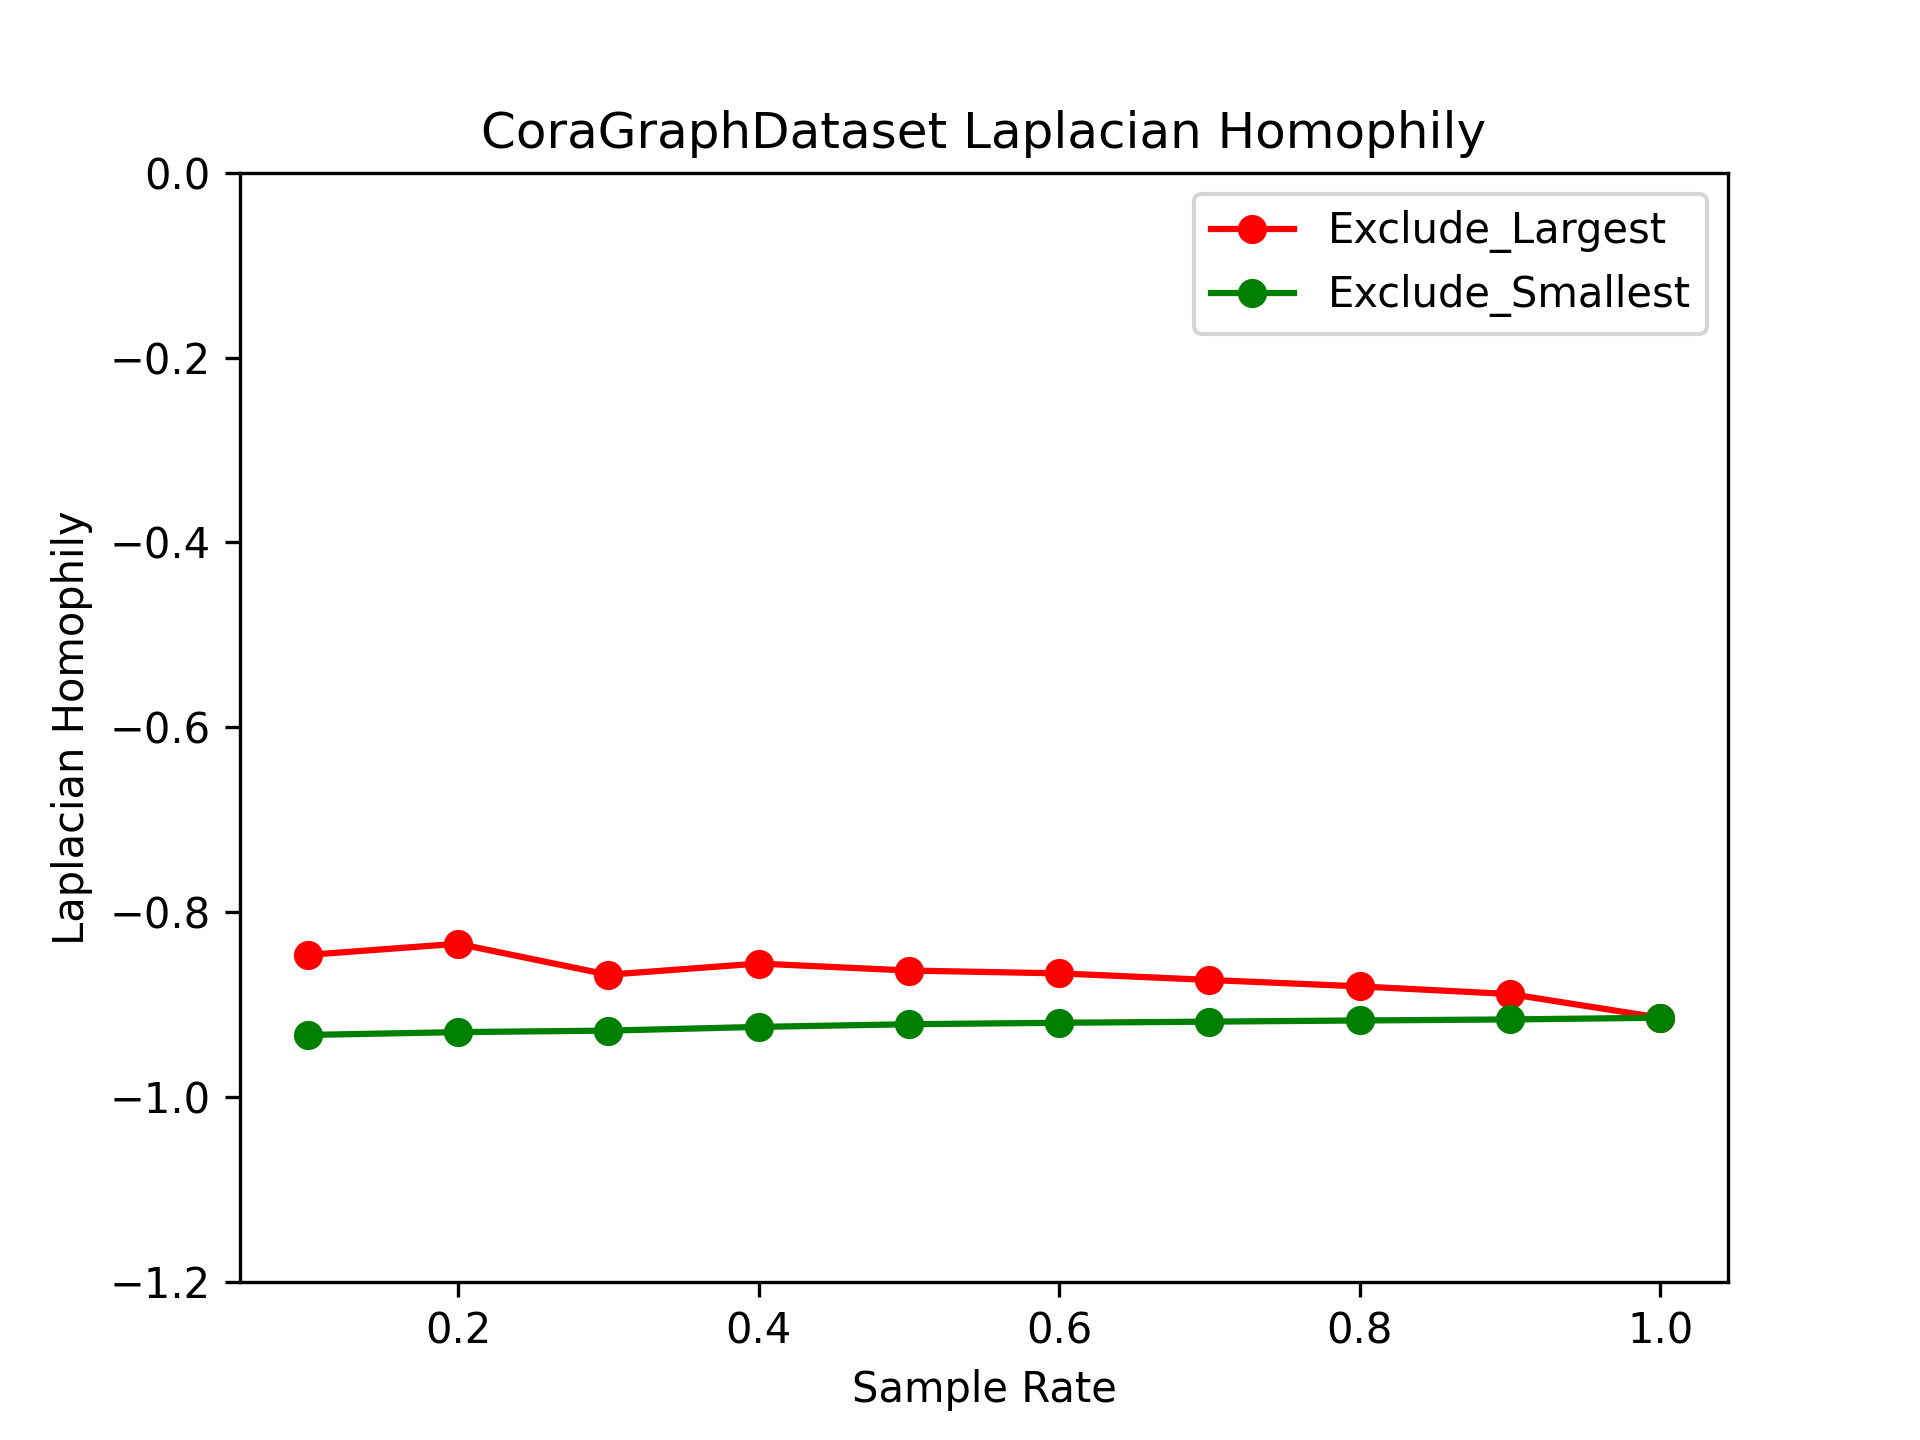 CoraGraphDataset Laplacian Homophily
0.0
−0.2
−0.4
−0.6
−0.8
−1.0
−1.2
Laplacian Homophily
Exclude_Largest
Exclude_Smallest
0.2
0.4
0.6
0.8
1.0
Sample Rate